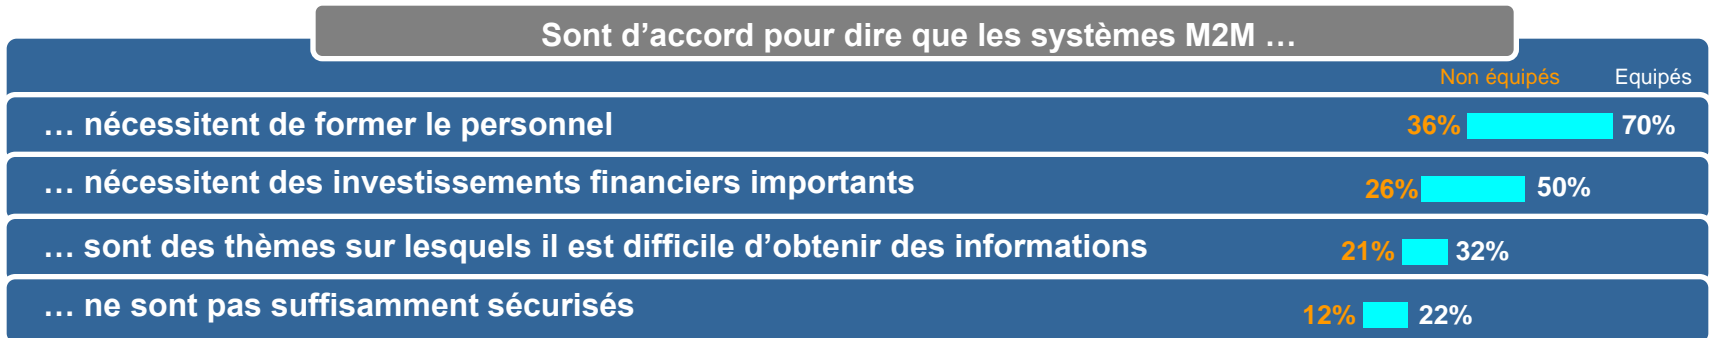 Sont d’accord pour dire que les systèmes M2M …
Non équipés Equipés
… nécessitent de former le personnel 36% 70%
… nécessitent des investissements financiers importants 26% 50%
… sont des thèmes sur lesquels il est difficile d’obtenir des informations 21% 32%
… ne sont pas suffisamment sécurisés 12% 22%